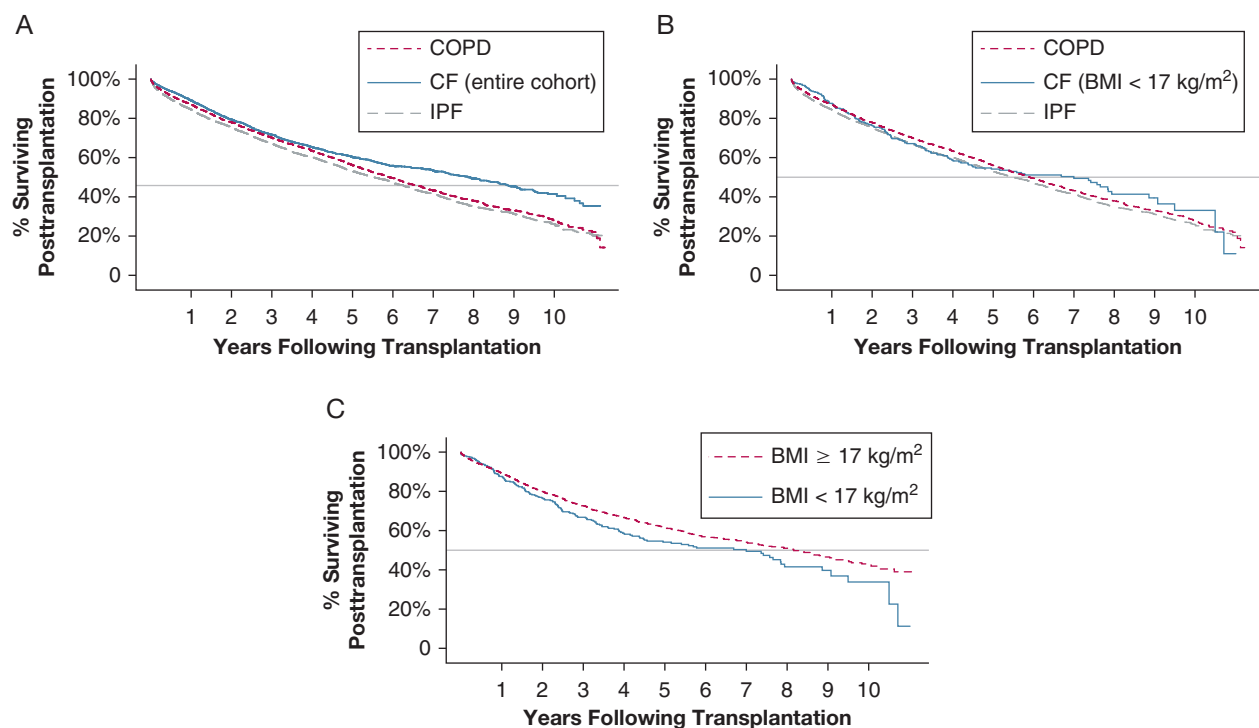 A
COPD
CF (entire cohort)
IPF
100%
80%
60%
40%
20%
0
% Surviving
Posttransplantation
1 2 3 4 5 6 7 8 9 10
Years Following Transplantation
B
COPD
CF (BMI < 17 kg/m²)
IPF
100%
80%
60%
40%
20%
0
% Surviving
Posttransplantation
1 2 3 4 5 6 7 8 9 10
Years Following Transplantation
C
BMI ≥ 17 kg/m²
BMI < 17 kg/m²
100%
80%
60%
40%
20%
0
% Surviving
Posttransplantation
1 2 3 4 5 6 7 8 9 10
Years Following Transplantation